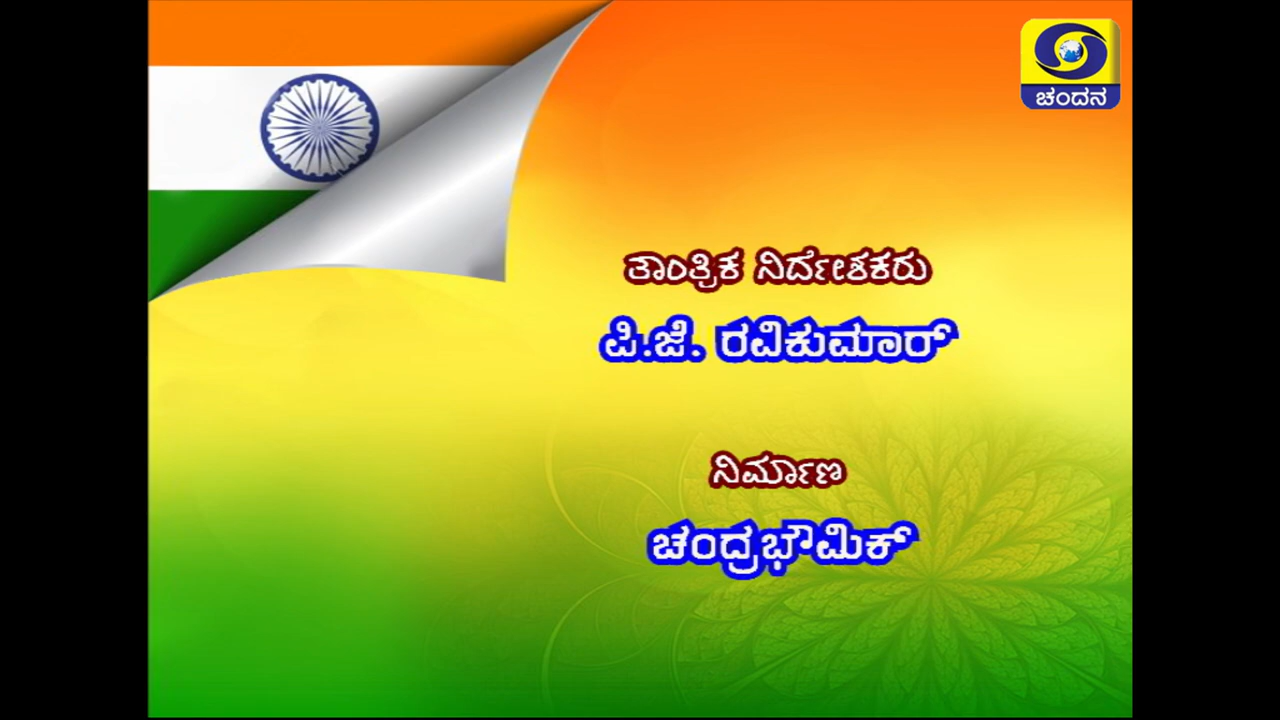 ಚಂದನ
ತಾಂತ್ರಿಕ ನಿರ್ದೇಶಕರು
ಪಿ.ಜೆ. ರವಿಕುಮಾರ್
ನಿರ್ಮಾಣ
ಚಂದ್ರಭೌಮಿಕ್